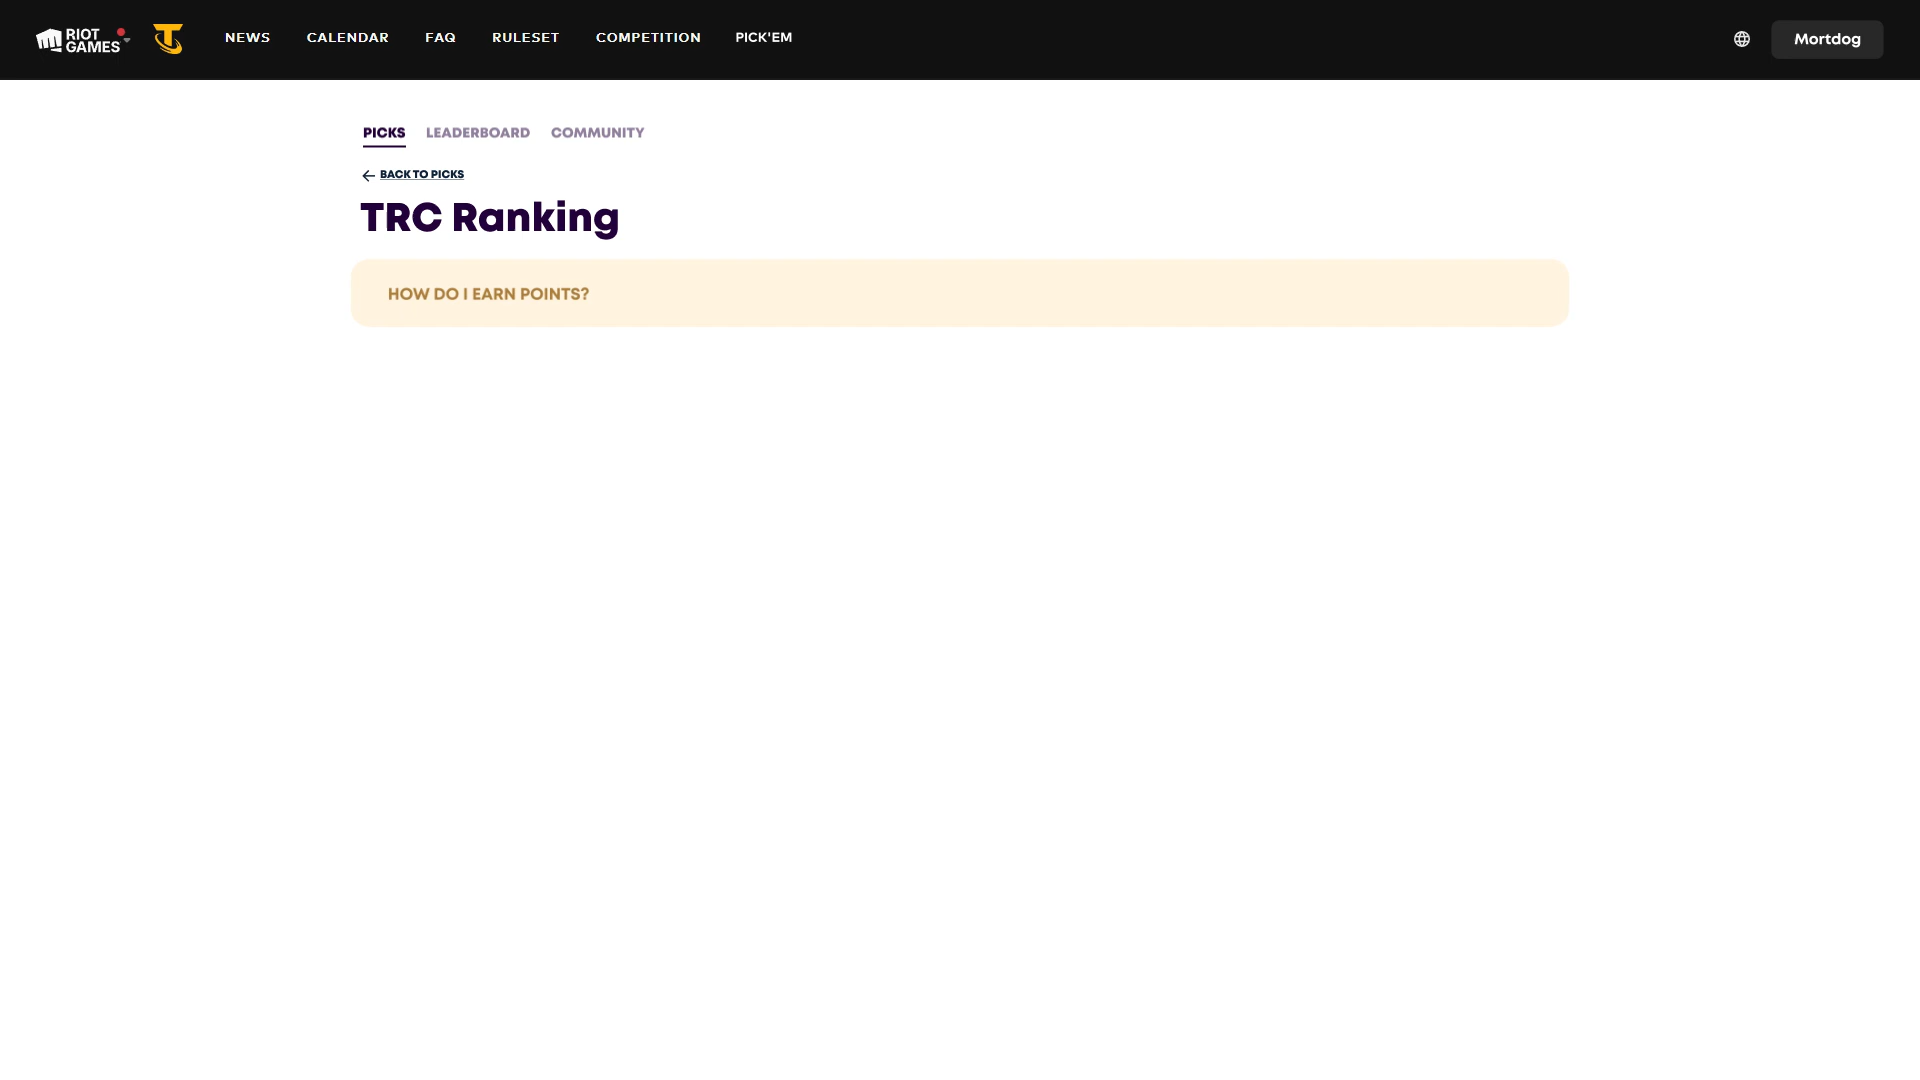 RIOT GAMES
NEWS CALENDAR FAQ RULESET COMPETITION PICK'EM Mortdog
PICKS LEADERBOARD COMMUNITY
BACK TO PICKS
TRC Ranking
HOW DO I EARN POINTS?